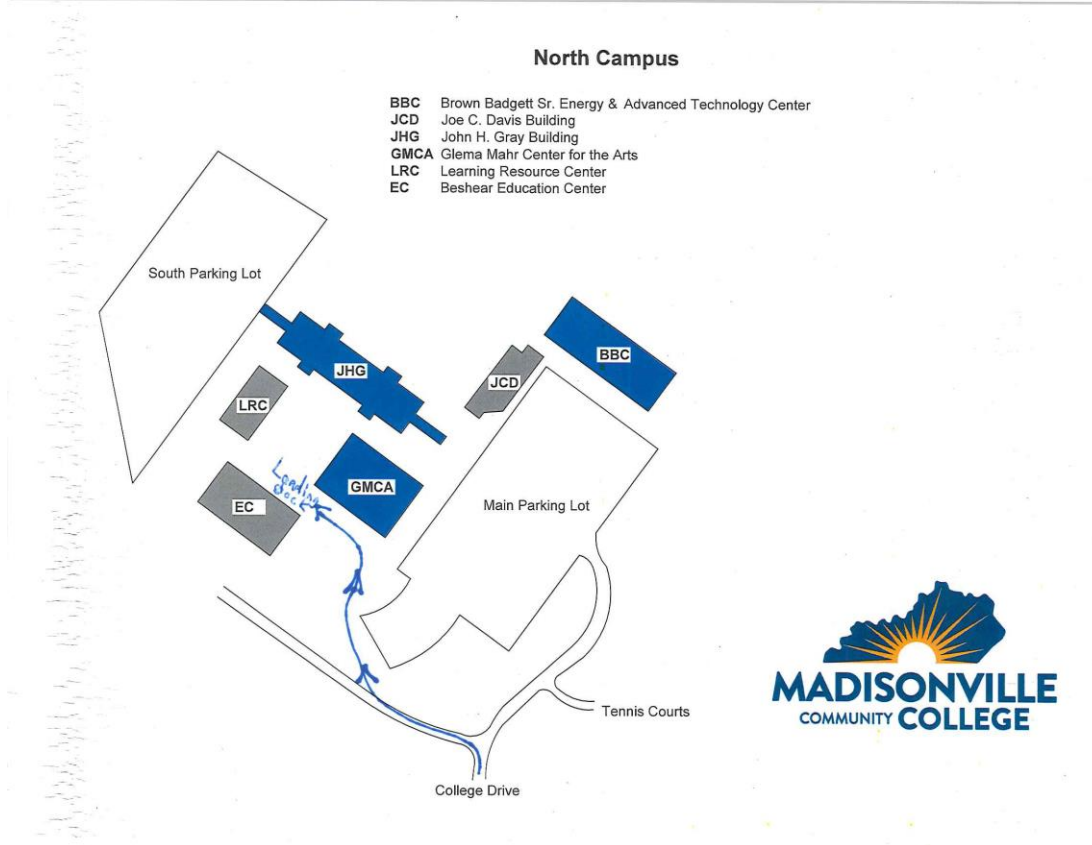 North Campus
BBC Brown Badgett Sr. Energy & Advanced Technology Center
JCD Joe C. Davis Building
JHG John H. Gray Building
GMCA Glema Mahr Center for the Arts
LRC Learning Resource Center
EC Beshear Education Center
South Parking Lot
BBC
JHG
JCD
LRC
Loading
Dock
GMCA
EC
Main Parking Lot
MADISONVILLE
COMMUNITY COLLEGE
Tennis Courts
College Drive